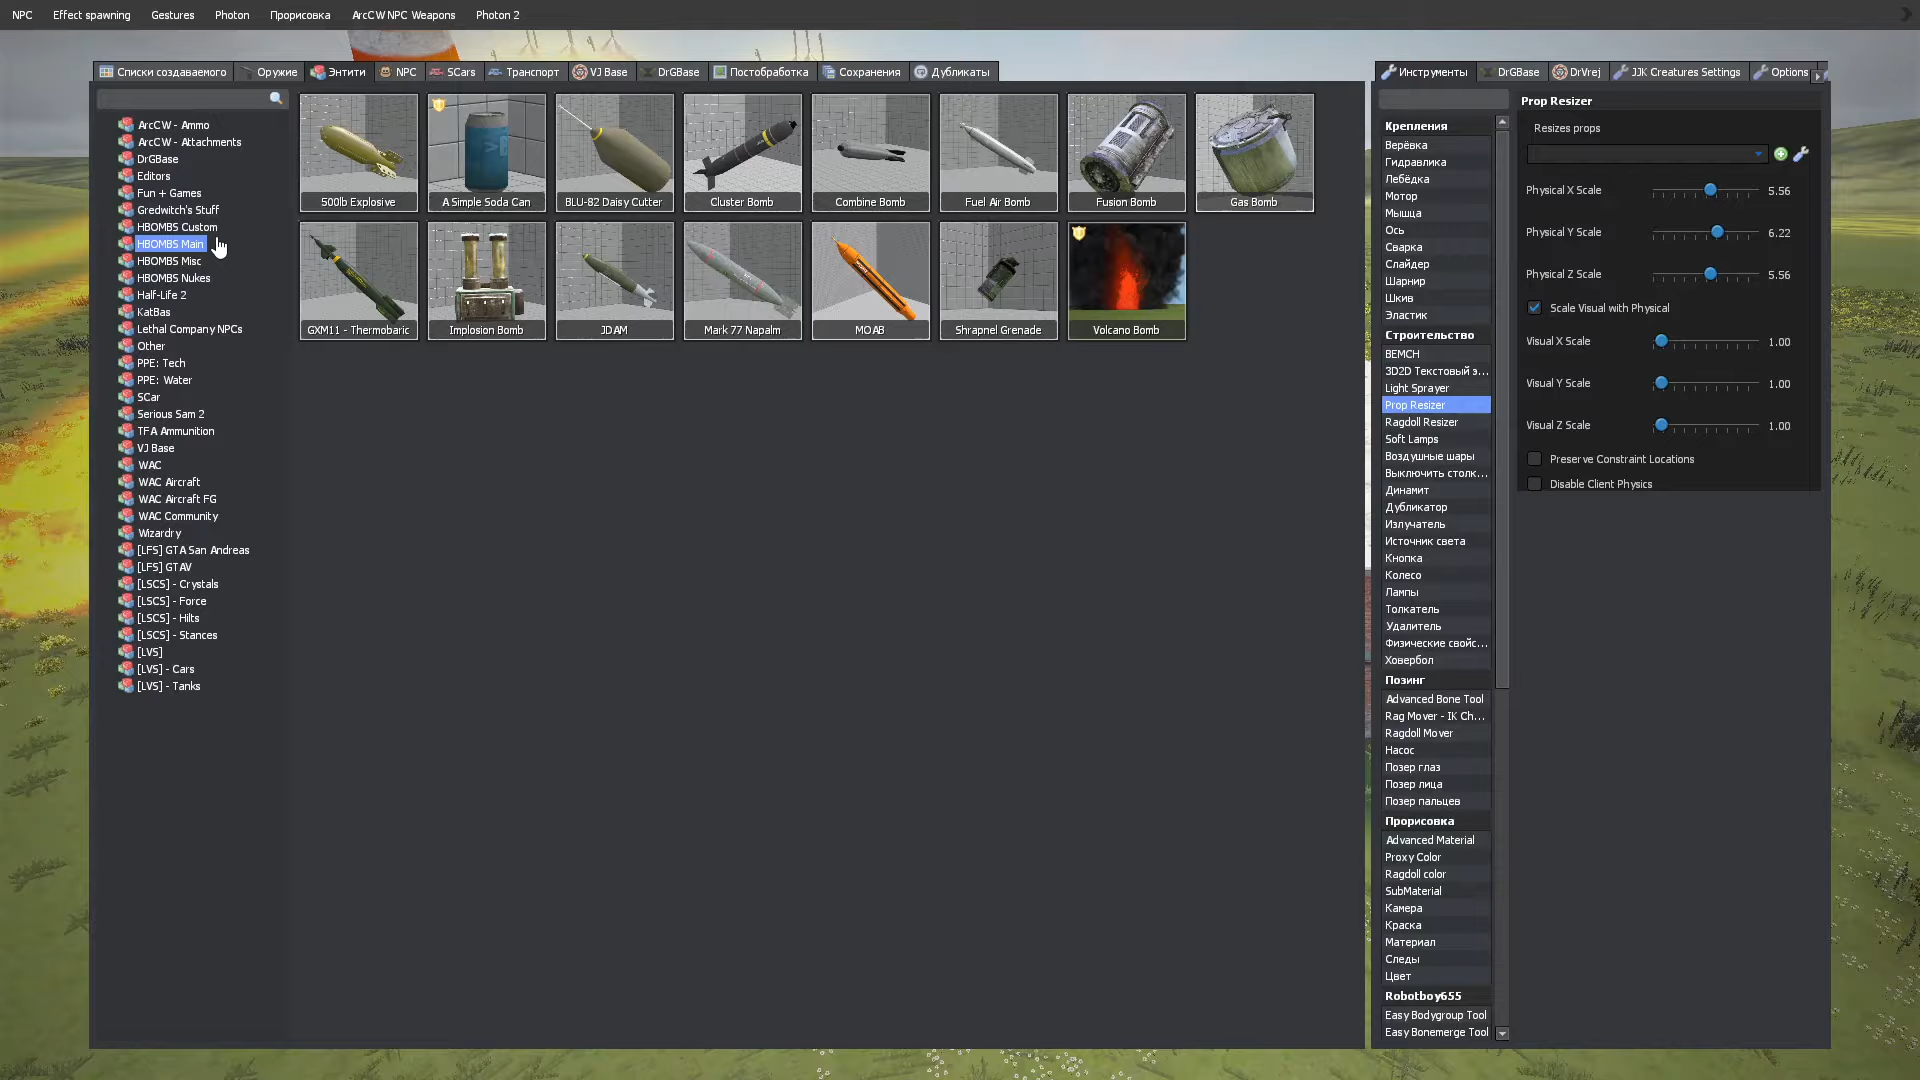 NPC Effect spawning Gestures Photon Прорисовка ArcCW NPC Weapons Photon 2
Списки создаваемого Оружие Энтити NPC SCars Транспорт VJ Base DrGBase Постобработка Сохранения Дубликаты
ArcCW - Ammo
ArcCW - Attachments
DrGBase
Editors
Fun + Games
Gredwitch's Stuff
HBOMBS Custom
HBOMBS Main
HBOMBS Misc
HBOMBS Nukes
Half-Life 2
KatBas
Lethal Company NPCs
Other
PPE: Tech
PPE: Water
SCar
Serious Sam 2
TFA Ammunition
VJ Base
WAC
WAC Aircraft
WAC Aircraft FG
WAC Community
Wizardry
[LFS] GTA San Andreas
[LFS] GTAV
[LSCS] - Crystals
[LSCS] - Force
[LSCS] - Hilts
[LSCS] - Stances
[LVS]
[LVS] - Cars
[LVS] - Tanks
500lb Explosive A Simple Soda Can BLU-82 Daisy Cutter Cluster Bomb Combine Bomb Fuel Air Bomb Fusion Bomb Gas Bomb
GXM11 - Thermobaric Implosion Bomb JDAM Mark 77 Napalm MOAB Shrapnel Grenade Volcano Bomb
Инструменты DrGBase DrVrej JJK Creatures Settings Options
Крепления
Верёвка
Гидравлика
Лебёдка
Мотор
Мышца
Ось
Сварка
Слайдер
Шарнир
Шкив
Эластик
Строительство
BEMCH
3D2D Текстовый э...
Light Sprayer
Prop Resizer
Ragdoll Resizer
Soft Lamps
Воздушные шары
Выключить столк...
Динамит
Дубликатор
Излучатель
Источник света
Кнопка
Колесо
Лампы
Толкатель
Удалитель
Физические свойс...
Ховербол
Позинг
Advanced Bone Tool
Rag Mover - IK Ch...
Ragdoll Mover
Насос
Позер глаз
Позер лица
Позер пальцев
Прорисовка
Advanced Material
Proxy Color
Ragdoll color
SubMaterial
Камера
Краска
Материал
Следы
Цвет
Robotboy655
Easy Bodygroup Tool
Easy Bonemerge Tool
Prop Resizer
Resizes props
Physical X Scale 5.56
Physical Y Scale 6.22
Physical Z Scale 5.56
Scale Visual with Physical
Visual X Scale 1.00
Visual Y Scale 1.00
Visual Z Scale 1.00
Preserve Constraint Locations
Disable Client Physics